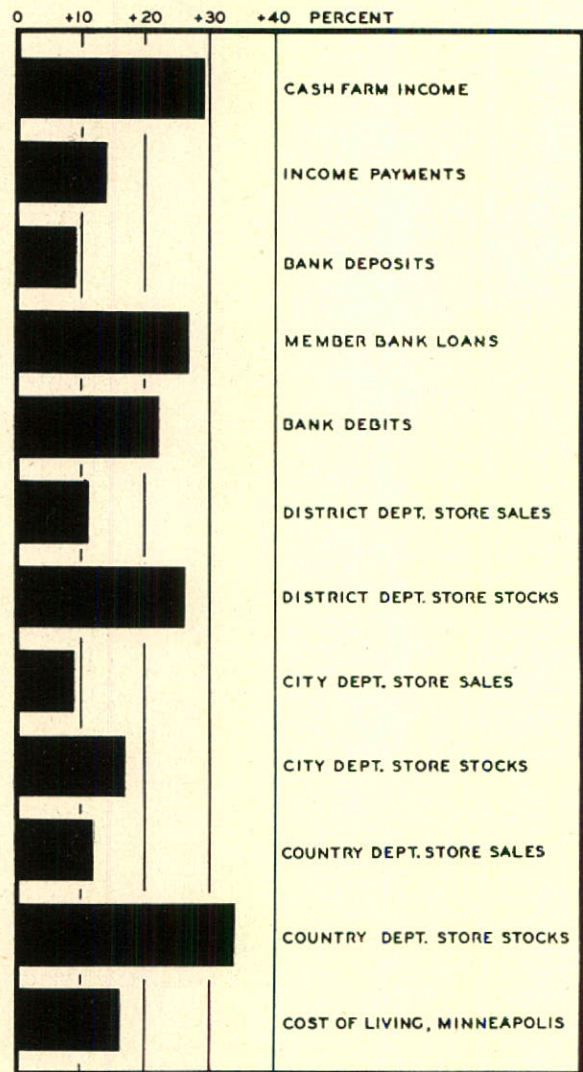 0 +10 +20 +30 +40 PERCENT
CASH FARM INCOME
INCOME PAYMENTS
BANK DEPOSITS
MEMBER BANK LOANS
BANK DEBITS
DISTRICT DEPT. STORE SALES
DISTRICT DEPT. STORE STOCKS
CITY DEPT. STORE SALES
CITY DEPT. STORE STOCKS
COUNTRY DEPT. STORE SALES
COUNTRY DEPT. STORE STOCKS
COST OF LIVING, MINNEAPOLIS